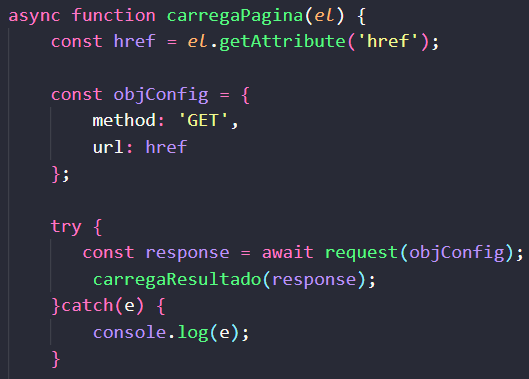 async function carregaPagina(el) {
    const href = el.getAttribute('href');
    const objConfig = {
        method: 'GET',
        url: href
    };
    try {
       const response = await request(objConfig);
        carregaResultado(response);
    }catch(e) {
        console.log(e);
    }